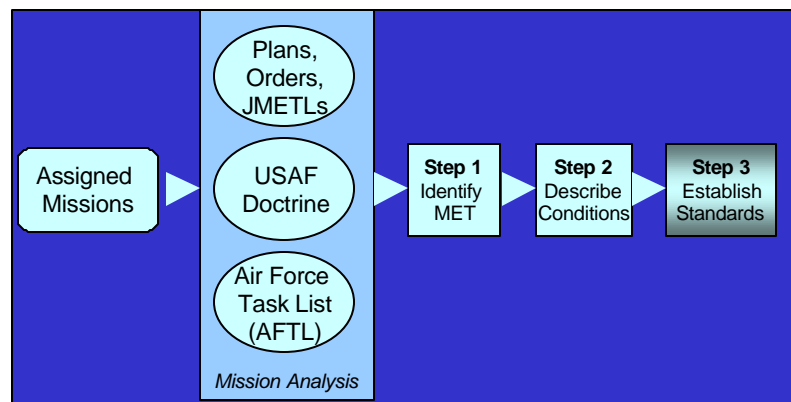 Assigned
Missions
Plans,
Orders,
JMETLs
USAF
Doctrine
Air Force
Task List
(AFTL)
Mission Analysis
Step 1
Identify
MET
Step 2
Describe
Conditions
Step 3
Establish
Standards